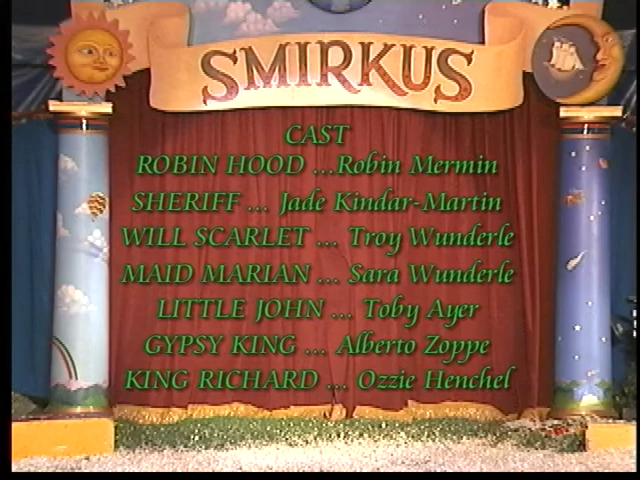 SMIRKUS
CAST
ROBIN HOOD ...Robin Mermin
SHERIFF ... Jade Kindar-Martin
WILL SCARLET ... Troy Wunderle
MAID MARIAN ... Sara Wunderle
LITTLE JOHN ... Toby Ayer
GYPSY KING ... Alberto Zoppe
KING RICHARD ... Ozzie Henchel